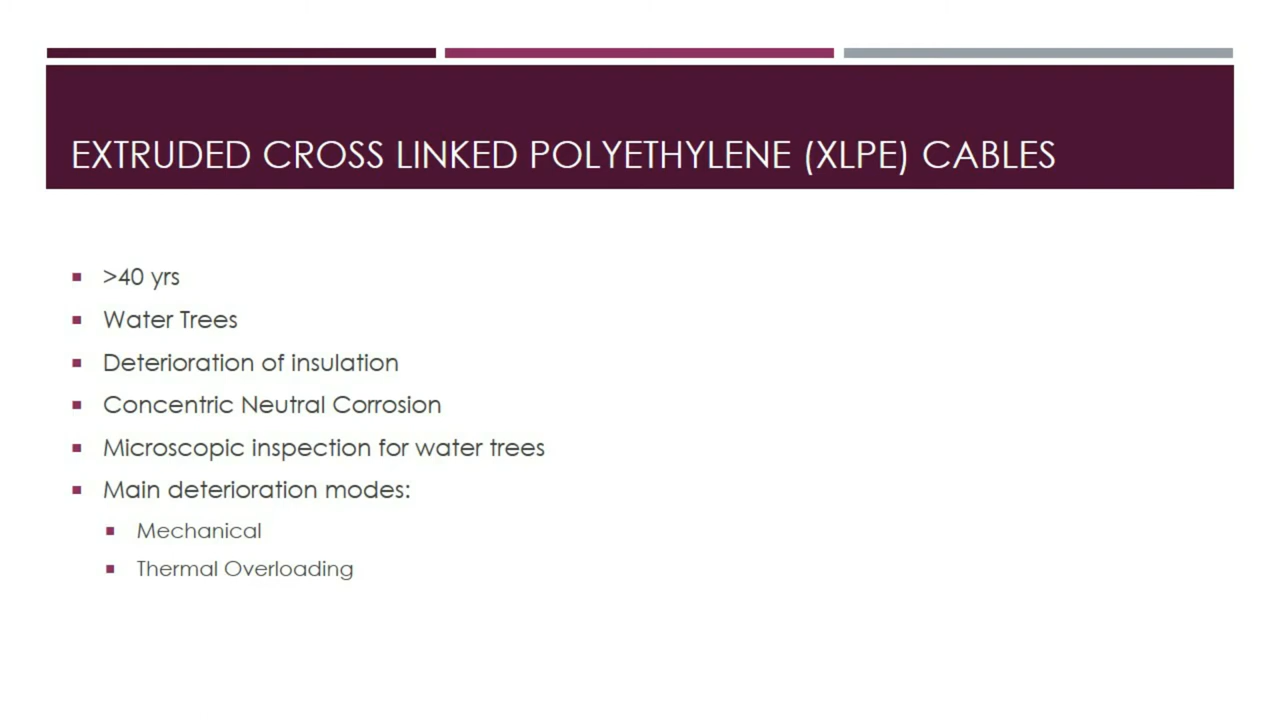 EXTRUDED CROSS LINKED POLYETHYLENE (XLPE) CABLES
>40 yrs
Water Trees
Deterioration of insulation
Concentric Neutral Corrosion
Microscopic inspection for water trees
Main deterioration modes:
Mechanical
Thermal Overloading